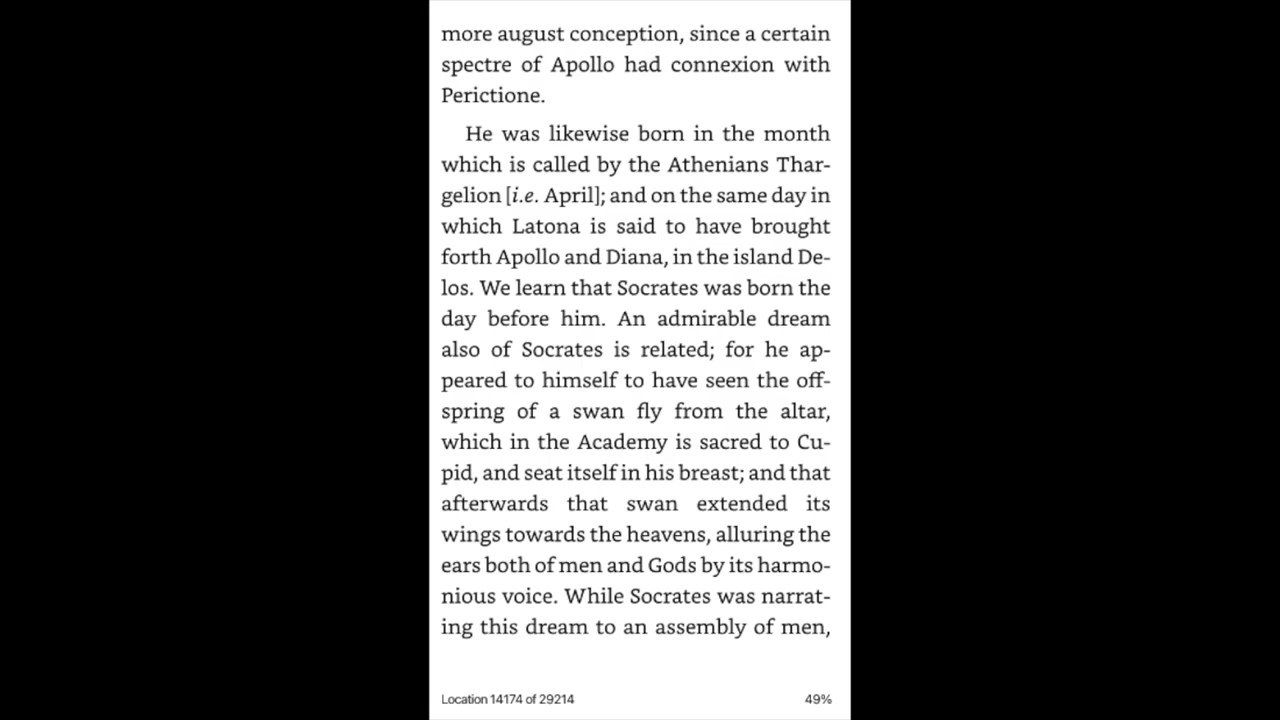 more august conception, since a certain
spectre of Apollo had connexion with
Perictione.
He was likewise born in the month
which is called by the Athenians Thar-
gelion [i.e. April]; and on the same day in
which Latona is said to have brought
forth Apollo and Diana, in the island De-
los. We learn that Socrates was born the
day before him. An admirable dream
also of Socrates is related; for he ap-
peared to himself to have seen the off-
spring of a swan fly from the altar,
which in the Academy is sacred to Cu-
pid, and seat itself in his breast; and that
afterwards that swan extended its
wings towards the heavens, alluring the
ears both of men and Gods by its harmo-
nious voice. While Socrates was narrat-
ing this dream to an assembly of men,
Location 14174 of 29214 49%